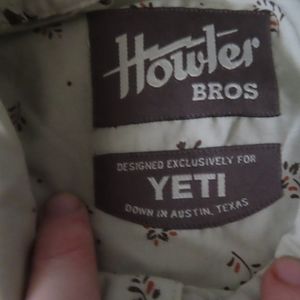 Howler
BROS
DESIGNED EXCLUSIVELY FOR
YETI
DOWN IN AUSTIN, TEXAS